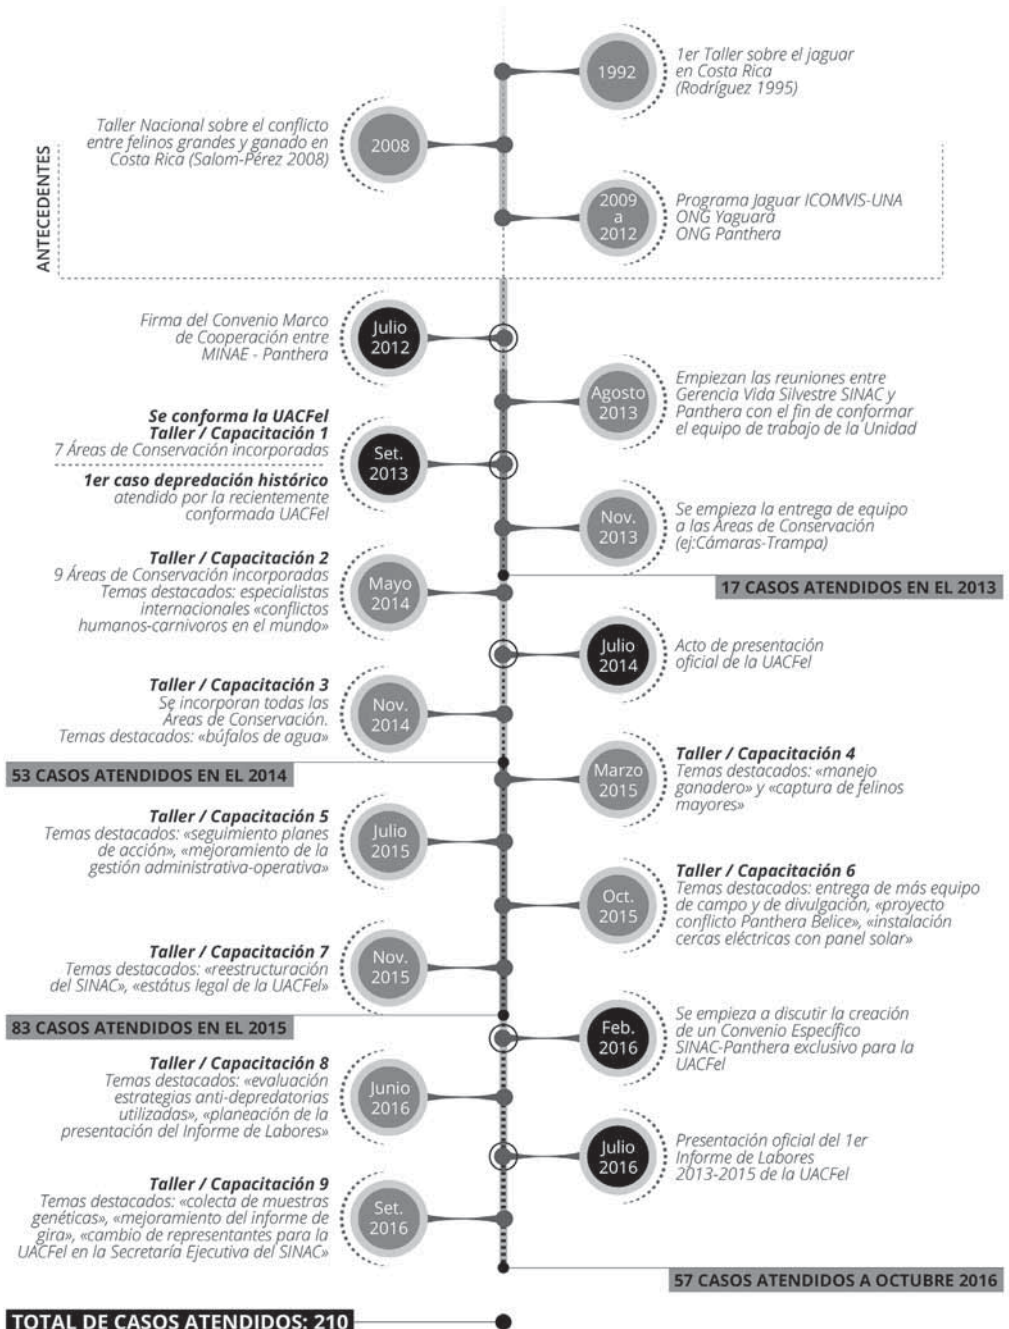 1992
1er Taller sobre el jaguar
en Costa Rica
(Rodríguez 1995)
Taller Nacional sobre el conflicto
entre felinos grandes y ganado en
Costa Rica (Salom-Pérez 2008)
2008
ANTECEDENTES
2009
a
2012
Programa Jaguar ICOMVIS-UNA
ONG Yaguará
ONG Panthera
Firma del Convenio Marco
de Cooperación entre
MINAE - Panthera
Julio
2012
Agosto
2013
Empiezan las reuniones entre
Gerencia Vida Silvestre SINAC y
Panthera con el fin de conformar
el equipo de trabajo de la Unidad
Se conforma la UACFel
Taller / Capacitación 1
7 Áreas de Conservación incorporadas
1er caso depredación histórico
atendido por la recientemente
conformada UACFel
Set.
2013
Nov.
2013
Se empieza la entrega de equipo
a las Áreas de Conservación
(ej:Cámaras-Trampa)
17 CASOS ATENDIDOS EN EL 2013
Taller / Capacitación 2
9 Áreas de Conservación incorporadas
Temas destacados: especialistas
internacionales «conflictos
humanos-carnivoros en el mundo»
Mayo
2014
Julio
2014
Acto de presentación
oficial de la UACFel
Taller / Capacitación 3
Se incorporan todas las
Áreas de Conservación.
Temas destacados: «búfalos de agua»
Nov.
2014
53 CASOS ATENDIDOS EN EL 2014
Marzo
2015
Taller / Capacitación 4
Temas destacados: «manejo
ganadero» y «captura de felinos
mayores»
Taller / Capacitación 5
Temas destacados: «seguimiento planes
de acción», «mejoramiento de la
gestión administrativa-operativa»
Julio
2015
Oct.
2015
Taller / Capacitación 6
Temas destacados: entrega de más equipo
de campo y de divulgación, «proyecto
conflicto Panthera Belice», «instalación
cercas eléctricas con panel solar»
Taller / Capacitación 7
Temas destacados: «reestructuración
del SINAC», «estátus legal de la UACFel»
Nov.
2015
83 CASOS ATENDIDOS EN EL 2015
Feb.
2016
Se empieza a discutir la creación
de un Convenio Específico
SINAC-Panthera exclusivo para la
UACFel
Taller / Capacitación 8
Temas destacados: «evaluación
estrategias anti-depredatorias
utilizadas», «planeación de la
presentación del Informe de Labores»
Junio
2016
Julio
2016
Presentación oficial del 1er
Informe de Labores
2013-2015 de la UACFel
Taller / Capacitación 9
Temas destacados: «colecta de muestras
genéticas», «mejoramiento del informe de
gira», «cambio de representantes para la
UACFel en la Secretaría Ejecutiva del SINAC»
Set.
2016
57 CASOS ATENDIDOS A OCTUBRE 2016
TOTAL DE CASOS ATENDIDOS: 210